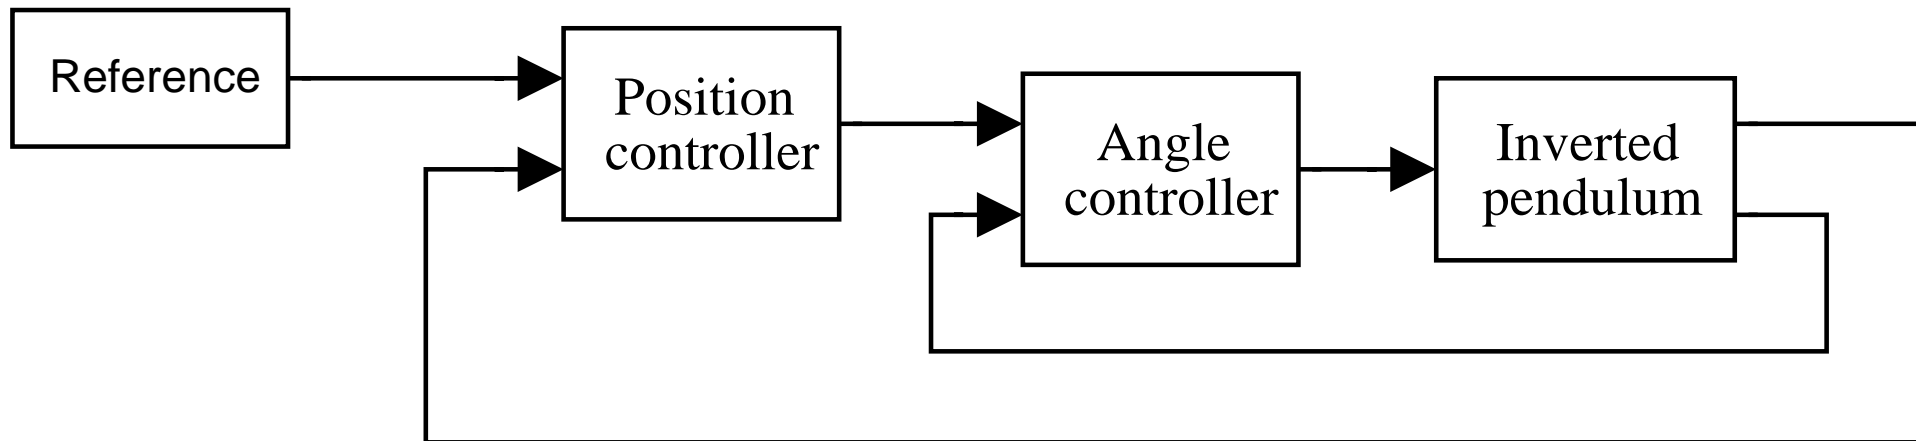 Reference
Position
controller
Angle
controller
Inverted
pendulum